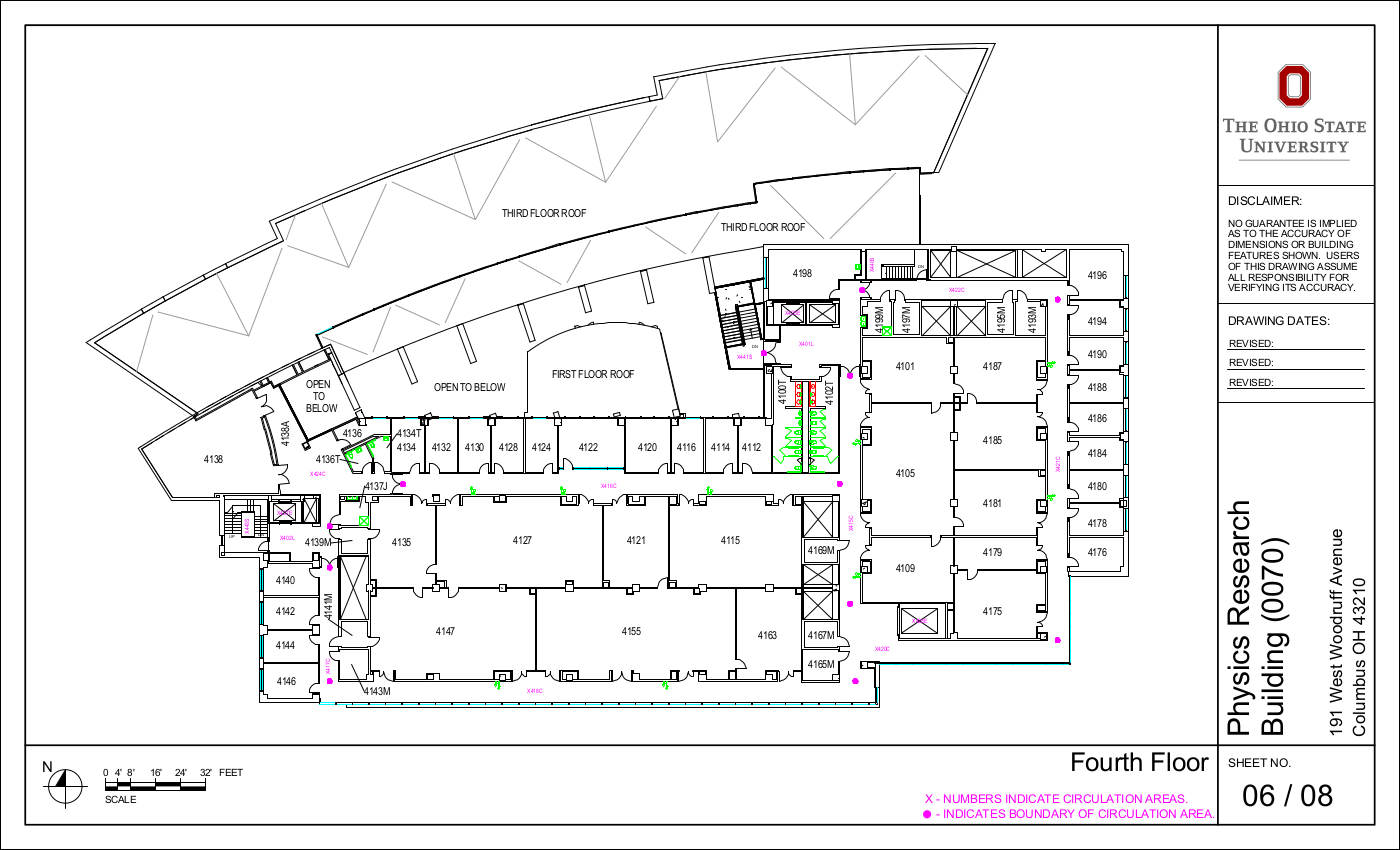 THE OHIO STATE
UNIVERSITY
DISCLAIMER:
NO GUARANTEE IS IMPLIED
AS TO THE ACCURACY OF
DIMENSIONS OR BUILDING
FEATURES SHOWN. USERS
OF THIS DRAWING ASSUME
ALL RESPONSIBILITY FOR
VERIFYING ITS ACCURACY.
DRAWING DATES:
REVISED:
REVISED:
REVISED:
Physics Research
Building (0070)
191 West Woodruff Avenue
Columbus OH 43210
SHEET NO.
06 / 08
Fourth Floor
X - NUMBERS INDICATE CIRCULATION AREAS.
- INDICATES BOUNDARY OF CIRCULATION AREA.
N
0 4' 8' 16' 24' 32' FEET
SCALE
THIRD FLOOR ROOF
THIRD FLOOR ROOF
FIRST FLOOR ROOF
OPEN TO BELOW
OPEN
TO
BELOW
4198
4196
4194
4190
4188
4186
4184
4180
4178
4176
4199M
4197M
4195M
4193M
4101
4187
4185
4105
4181
4179
4109
4175
4100T
4102T
4138
4138A
4136
4136T
4134T
4134
4132
4130
4128
4124
4122
4120
4116
4114
4112
4137J
4139M
4135
4127
4121
4115
4169M
4140
4142
4144
4146
4141M
4143M
4147
4155
4163
4167M
4165M
X422C
X401L
X441S
DN
DN
X424C
X416C
X415C
X421C
X420C
X418C
X417C
X402L
UP